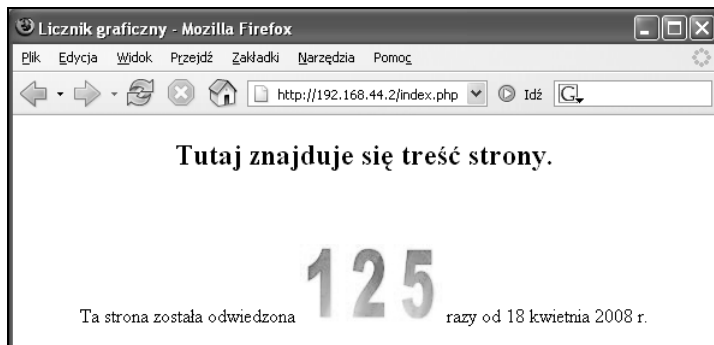 Licznik graficzny - Mozilla Firefox
Plik Edycja Widok Przejdź Zakładki Narzędzia Pomoc
http://192.168.44.2/index.php Idź G
Tutaj znajduje się treść strony.
Ta strona została odwiedzona 125 razy od 18 kwietnia 2008 r.